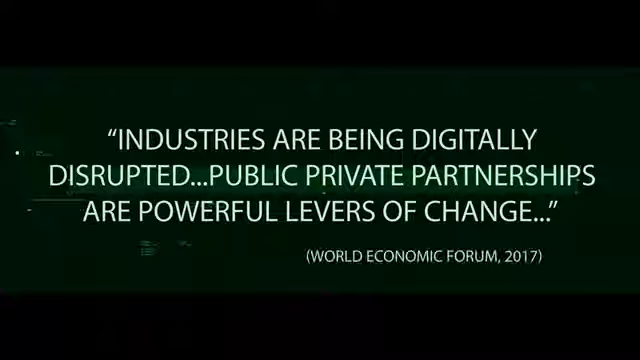 “INDUSTRIES ARE BEING DIGITALLY
DISRUPTED...PUBLIC PRIVATE PARTNERSHIPS
ARE POWERFUL LEVERS OF CHANGE...”
(WORLD ECONOMIC FORUM, 2017)